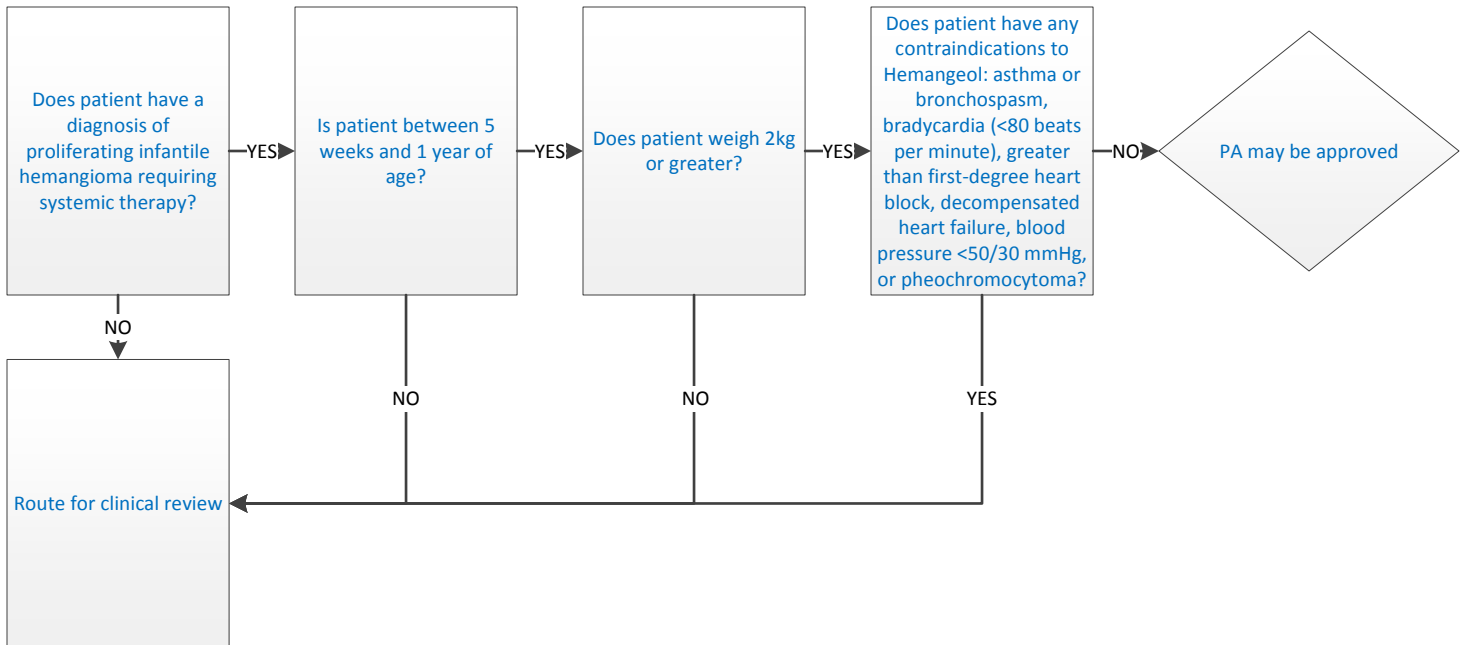 Does patient have a
diagnosis of
proliferating infantile
hemangioma requiring
systemic therapy?
YES
Is patient between 5
weeks and 1 year of
age?
YES
Does patient weigh 2kg
or greater?
YES
Does patient have any
contraindications to
Hemangeol: asthma or
bronchospasm,
bradycardia (<80 beats
per minute), greater
than first-degree heart
block, decompensated
heart failure, blood
pressure <50/30 mmHg,
or pheochromocytoma?
NO
PA may be approved
NO
NO
NO
YES
Route for clinical review